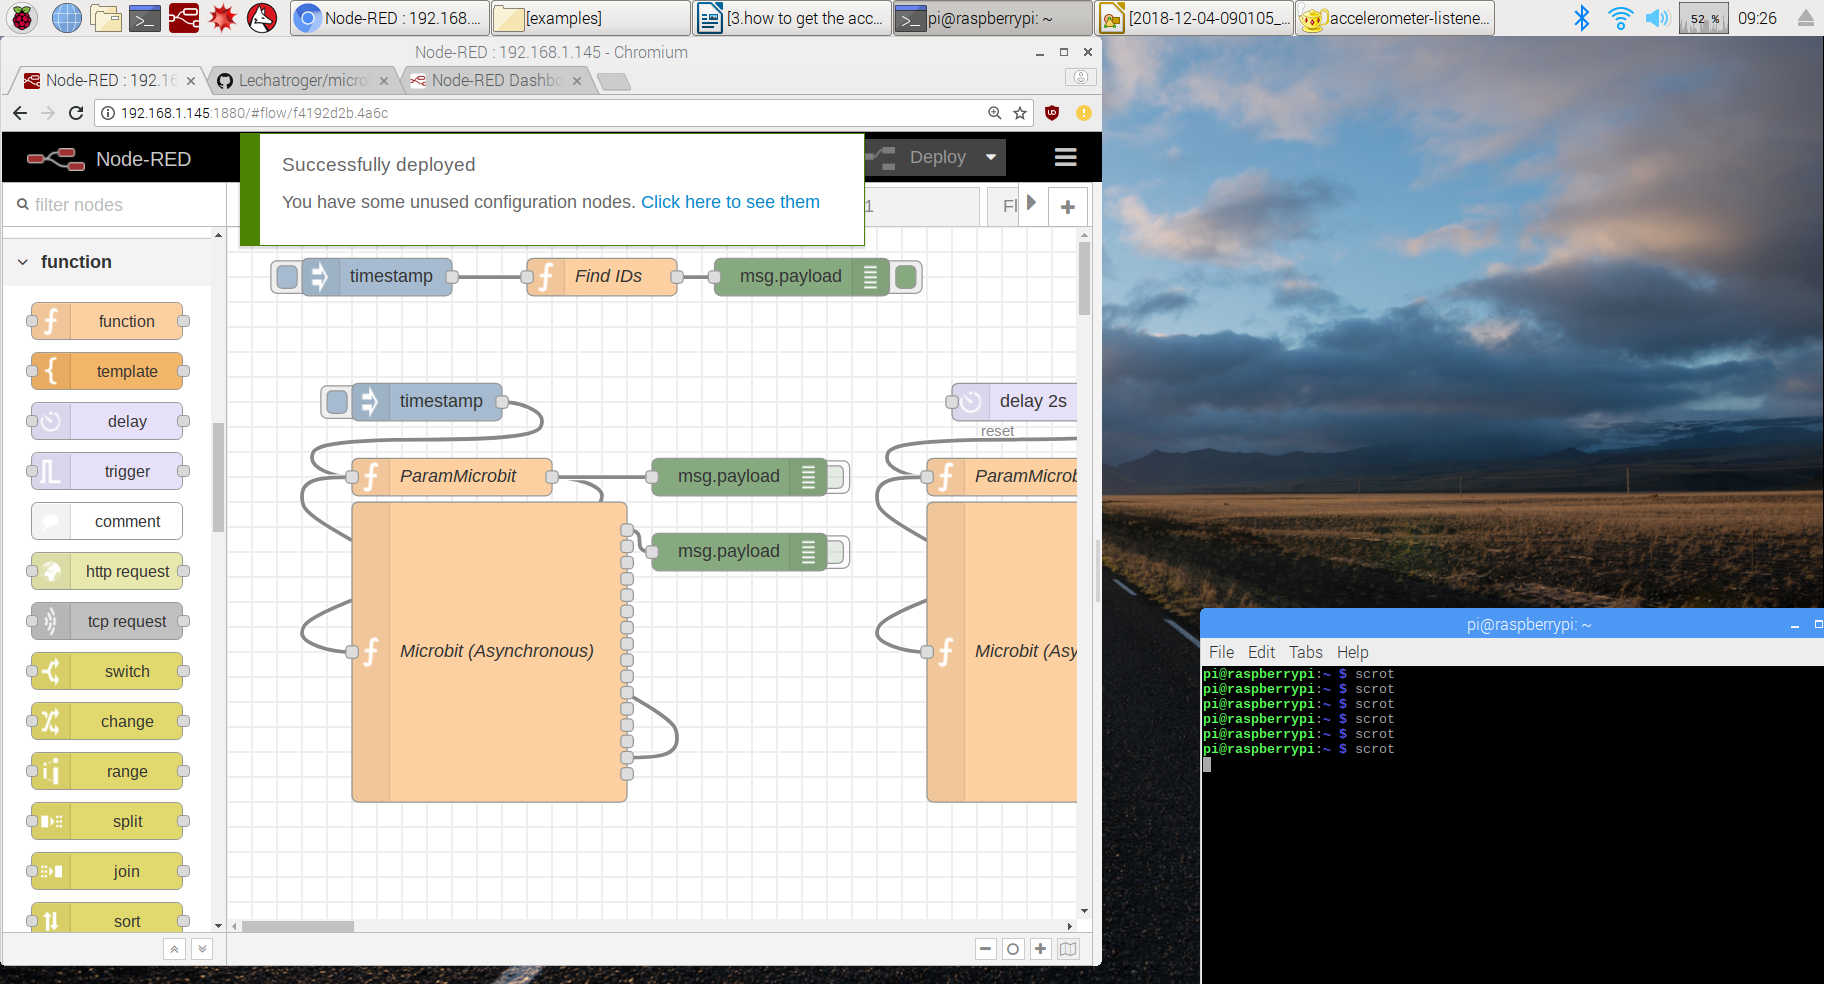 Node-RED : 192.168....
[examples]
[3.how to get the acc...
pi@raspberrypi: ~
[2018-12-04-090105_...
accelerometer-listene...
52 %
09:26
Node-RED : 192.168.1.145 - Chromium
Node-RED : 192.16
Lechatroger/microl
Node-RED Dashbo
192.168.1.145:1880/#flow/f4192d2b.4a6c
Node-RED
Successfully deployed
Deploy
You have some unused configuration nodes. Click here to see them
filter nodes
1
Fl
function
timestamp
Find IDs
msg.payload
function
template
timestamp
delay 2s
delay
reset
trigger
ParamMicrobit
msg.payload
ParamMicrobit
comment
msg.payload
http request
tcp request
Microbit (Asynchronous)
Microbit (Asy
switch
change
range
split
join
sort
pi@raspberrypi: ~
File Edit Tabs Help
pi@raspberrypi:~ $ scrot
pi@raspberrypi:~ $ scrot
pi@raspberrypi:~ $ scrot
pi@raspberrypi:~ $ scrot
pi@raspberrypi:~ $ scrot
pi@raspberrypi:~ $ scrot